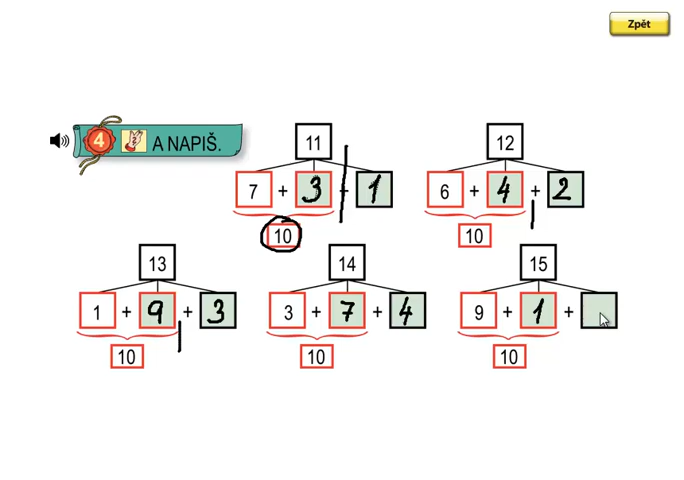 Zpět
4 A NAPIŠ.
11
7 + 3 + 1
10
12
6 + 4 + 2
10
13
1 + 9 + 3
10
14
3 + 7 + 4
10
15
9 + 1 +
10